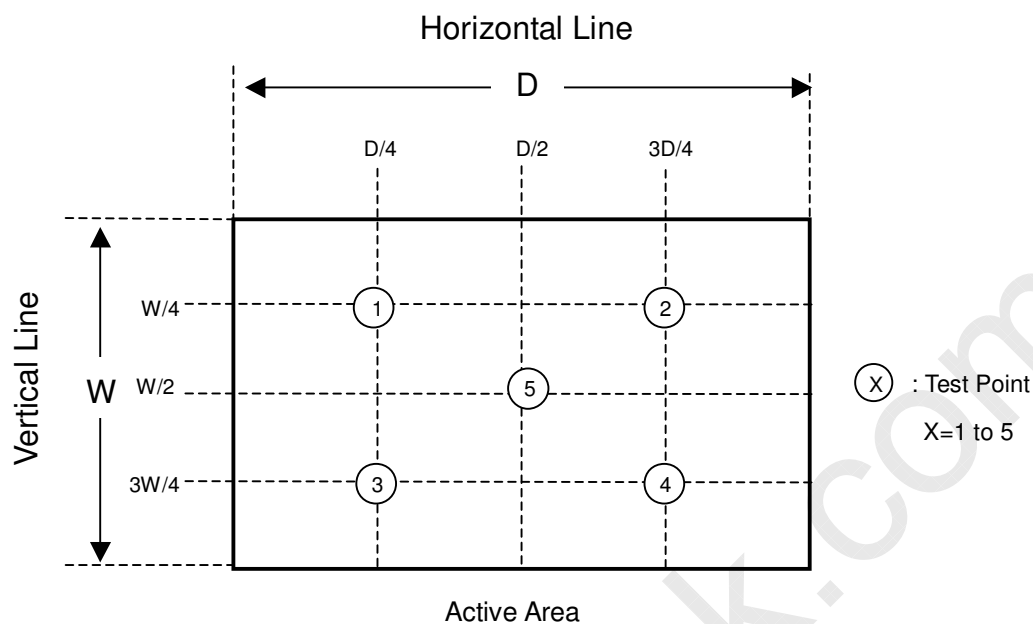 Horizontal Line
D
D/4 D/2 3D/4
W/4 1 2
Vertical Line
W W/2 5 X : Test Point
X=1 to 5
3W/4 3 4
Active Area
k.com